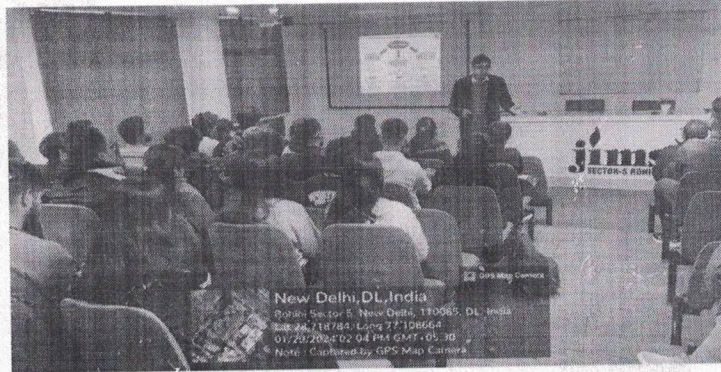 jims
SECTOR-5 ROHI
GPS Map Camera
New Delhi, DL, India
Rohini Sector 5, New Delhi, 110085, DL, India
Lat 28.718784, Long 77.108664
01/20/2024 02:04 PM GMT+05:30
Note : Captured by GPS Map Camera